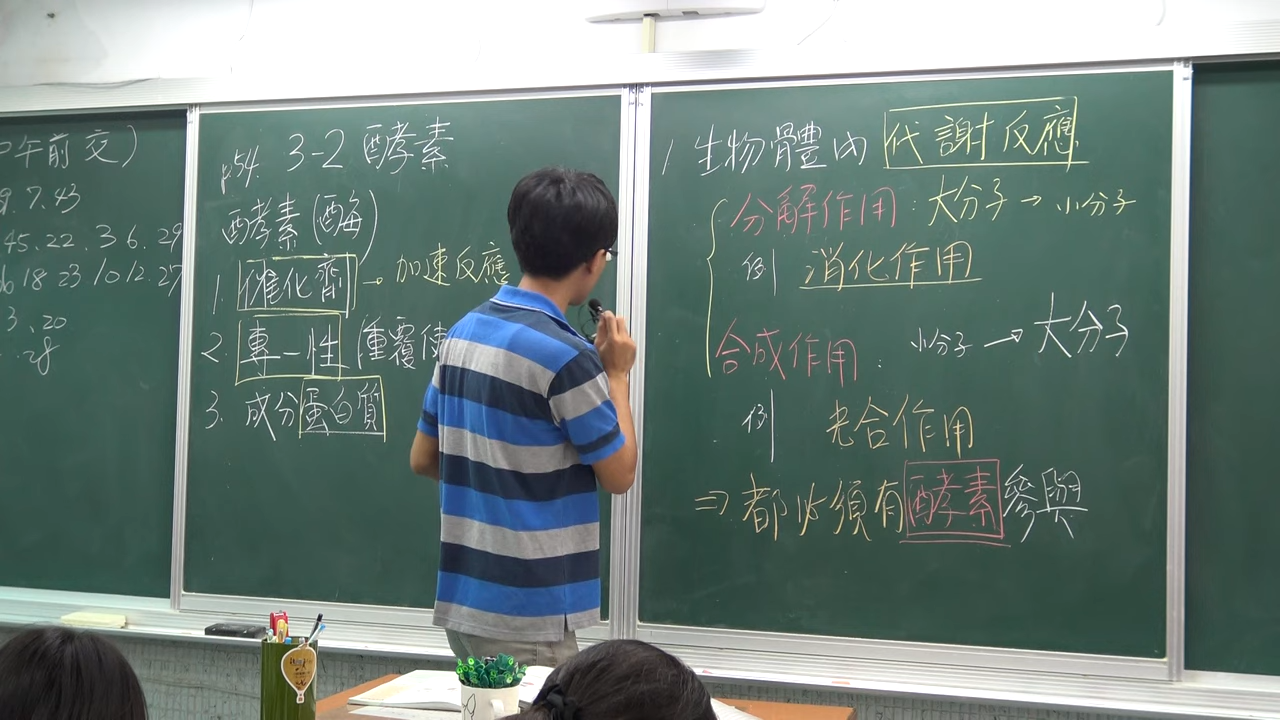 午前交)
7.43
45.22.36.29
18 23 10 12.27
3.20
28
p54. 3-2 酵素
酵素(酶)
1. 催化劑 → 加速反應
2. 專一性 重覆使
3. 成分蛋白質
1 生物體內 代謝反應
分解作用:大分子→小分子
例 消化作用
合成作用: 小分子→大分子
例 光合作用
⇒都必須有酵素參與